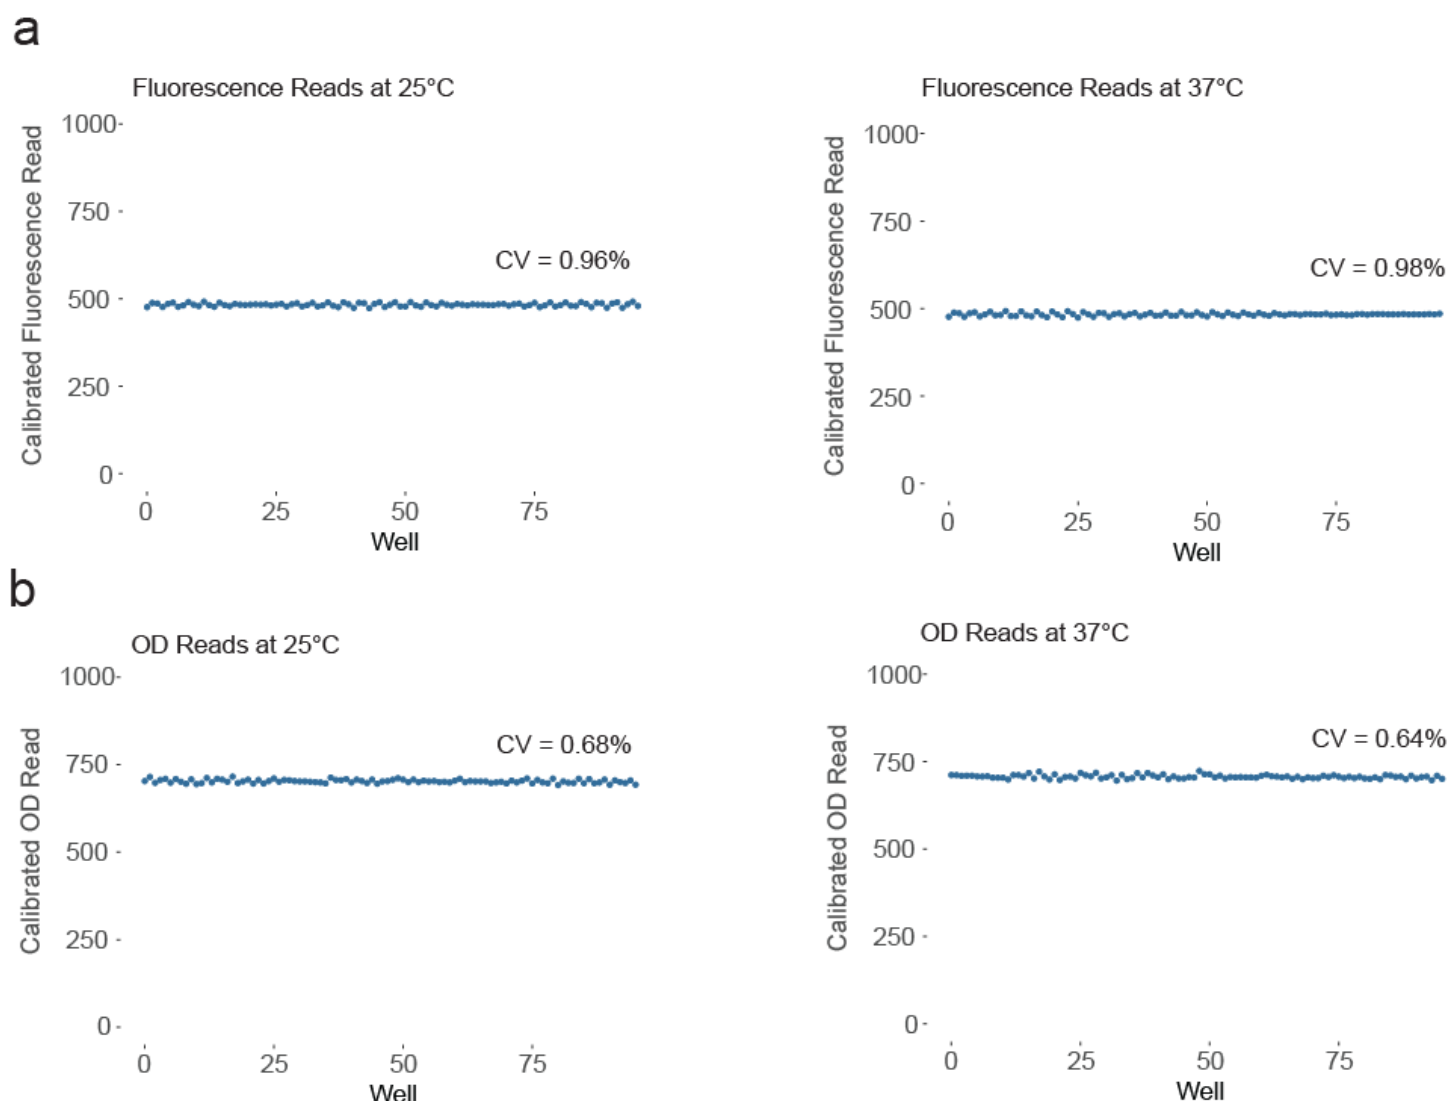 a
Fluorescence Reads at 25°C
Calibrated Fluorescence Read
1000
750
500
250
0
CV = 0.96%
0 25 50 75
Well
Fluorescence Reads at 37°C
Calibrated Fluorescence Read
1000
750
500
250
0
CV = 0.98%
0 25 50 75
Well
b
OD Reads at 25°C
Calibrated OD Read
1000
750
500
250
0
CV = 0.68%
0 25 50 75
Well
OD Reads at 37°C
Calibrated OD Read
1000
750
500
250
0
CV = 0.64%
0 25 50 75
Well